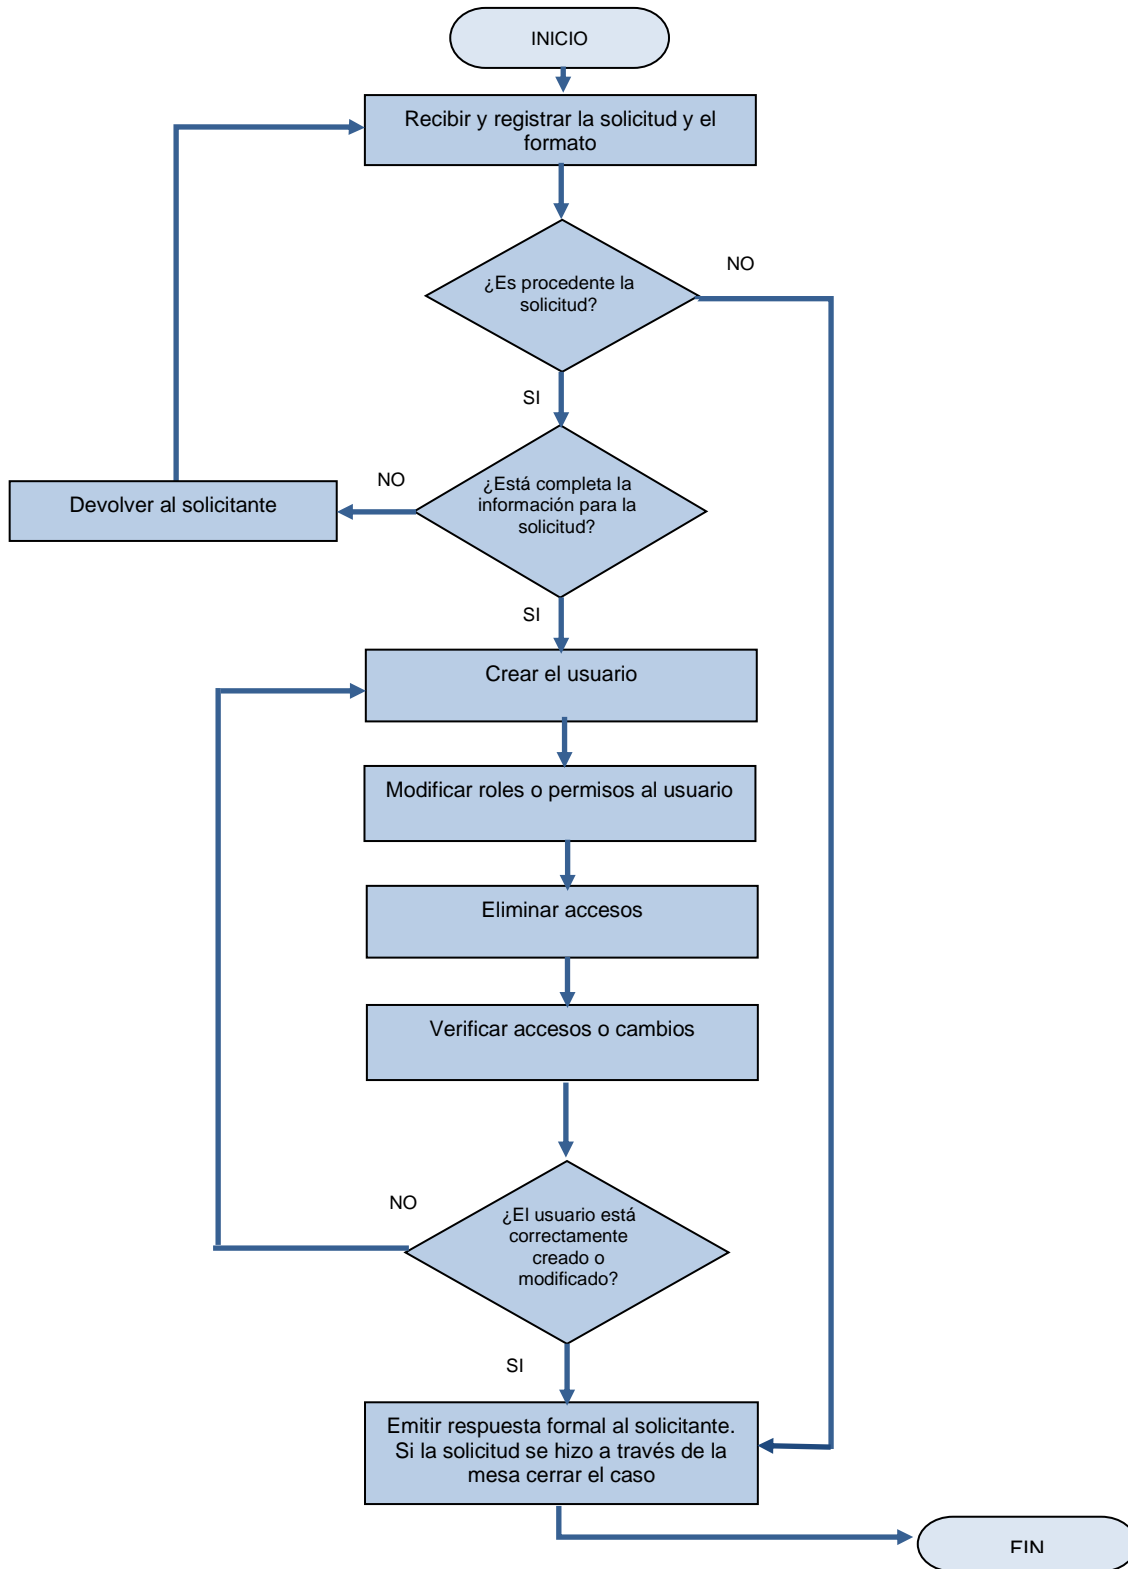 INICIO
Recibir y registrar la solicitud y el
formato
¿Es procedente la
solicitud?
NO
SI
¿Está completa la
información para la
solicitud?
NO
Devolver al solicitante
SI
Crear el usuario
Modificar roles o permisos al usuario
Eliminar accesos
Verificar accesos o cambios
¿El usuario está
correctamente
creado o
modificado?
NO
SI
Emitir respuesta formal al solicitante.
Si la solicitud se hizo a través de la
mesa cerrar el caso
FIN